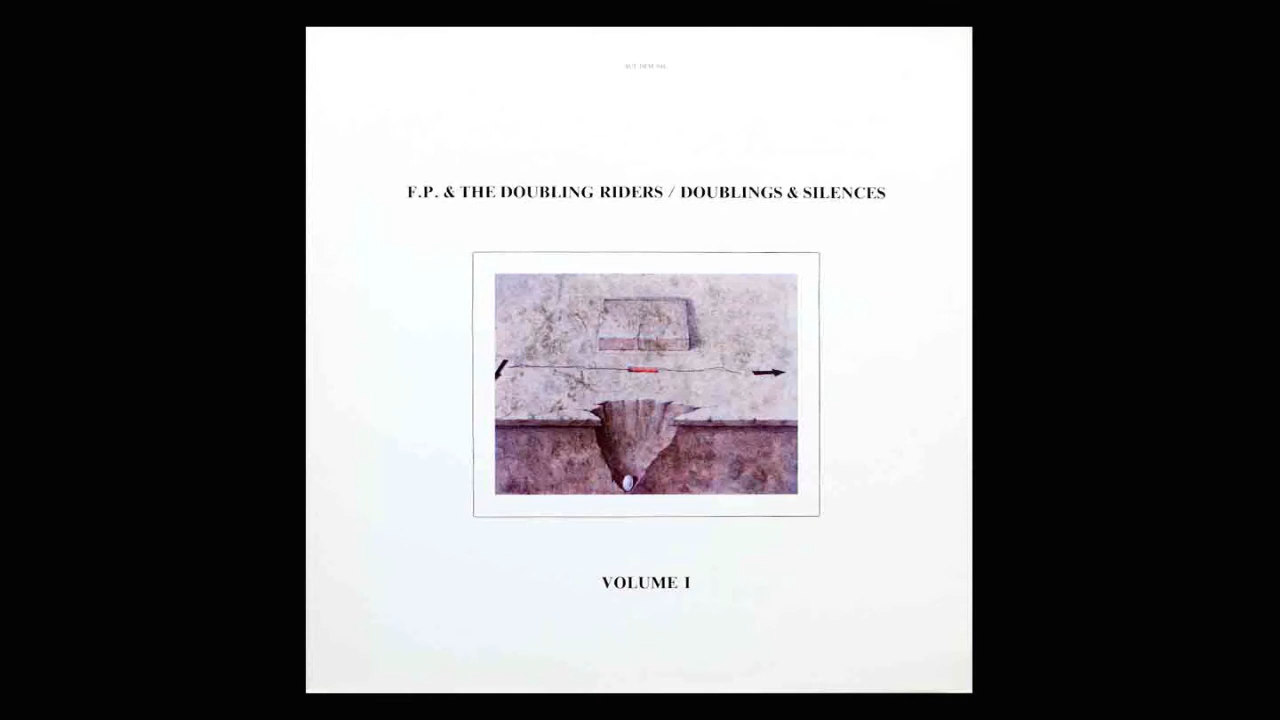 F.P. & THE DOUBLING RIDERS / DOUBLINGS & SILENCES
VOLUME I